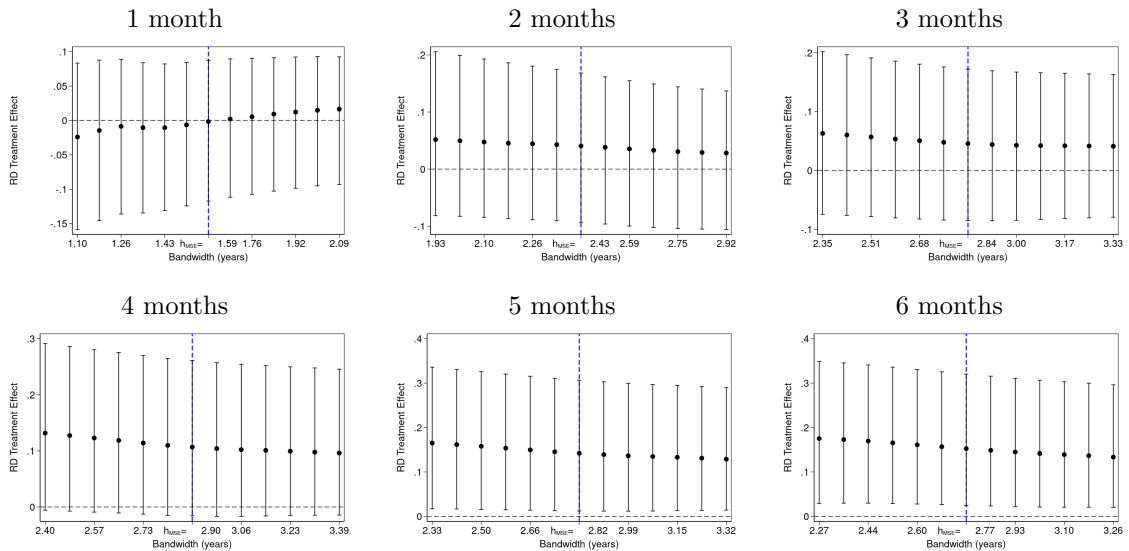 1 month
2 months
3 months
RD Treatment Effect
.1
.05
0
-.05
-.1
-.15
1.10 1.26 1.43 hMSE= 1.59 1.76 1.92 2.09
Bandwidth (years)
RD Treatment Effect
.2
.1
0
-.1
1.93 2.10 2.26 hMSE= 2.43 2.59 2.75 2.92
Bandwidth (years)
RD Treatment Effect
.2
.1
0
-.1
2.35 2.51 2.68 hMSE= 2.84 3.00 3.17 3.33
Bandwidth (years)
4 months
5 months
6 months
RD Treatment Effect
.3
.2
.1
0
2.40 2.57 2.73 hMSE= 2.90 3.06 3.23 3.39
Bandwidth (years)
RD Treatment Effect
.4
.3
.2
.1
0
2.33 2.50 2.66 hMSE= 2.82 2.99 3.15 3.32
Bandwidth (years)
RD Treatment Effect
.4
.3
.2
.1
0
2.27 2.44 2.60 hMSE= 2.77 2.93 3.10 3.26
Bandwidth (years)